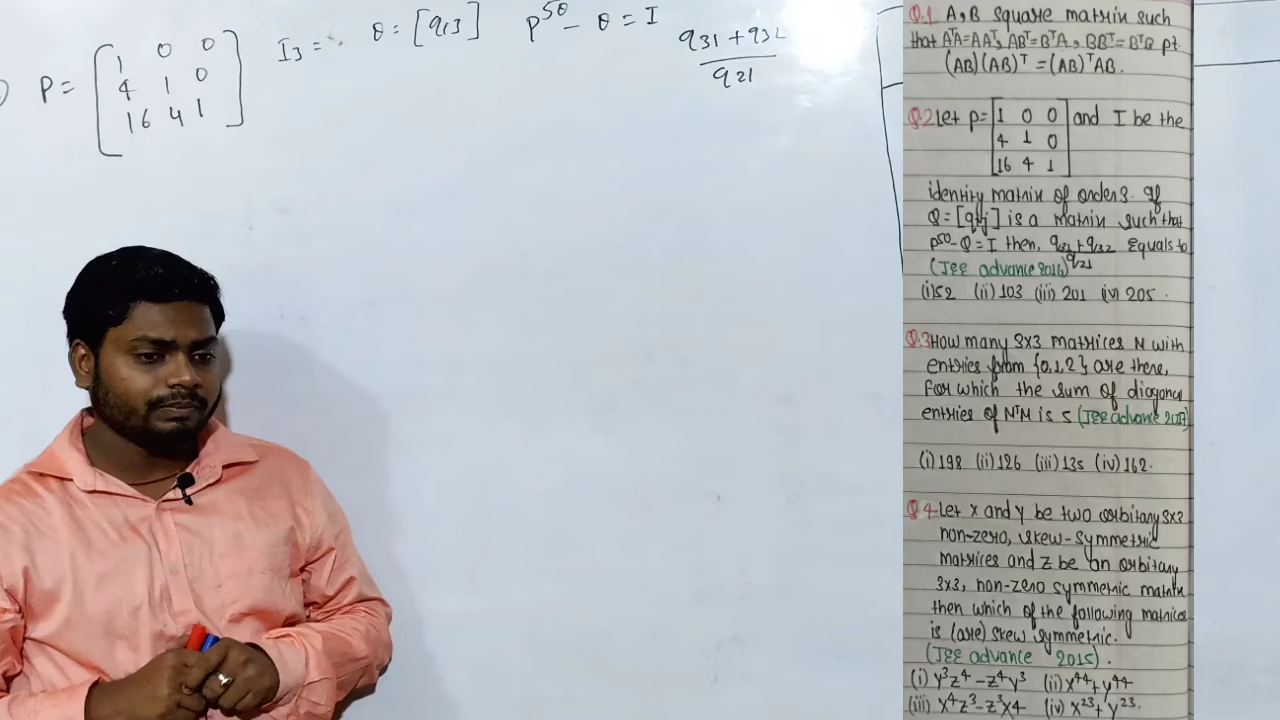 P = [ 1 0 0
4 1 0
16 4 1 ]
I3 =
θ = [q13]
P^50 - θ = I
q31 + q32
q21
Q.1 A,B Square matrix such
that AᵀA=AAᵀ, ABᵀ=BᵀA, BBᵀ=BᵀB pt.
(AB)(AB)ᵀ = (AB)ᵀAB.
Q.2 Let p= [ 1 0 0 ] and I be the
4 1 0
16 4 1
identity matrix of order 3. If
Q = [qij] is a matrix such that
P^50-Q=I then, q31+q32 Equals to
q21
(JEE advance 2016)
(i)52 (ii) 103 (iii) 201 (iv) 205.
Q.3 How many 3x3 matrices M with
entries from {0,1,2} are there,
For which the sum of diagonal
entries of MᵀM is 5 (JEE advance 2017)
(i) 198 (ii) 126 (iii) 135 (iv) 162.
Q 4 Let x and y be two orbitary 3x3
non-zero, skew-symmetric
matrices and z be an orbitary
3x3, non-zero symmetric matrix
then which of the following matrices
is (are) skew symmetric.
(JEE advance 2015).
(i) y³z⁴ - z⁴y³ (ii) x⁴⁴ + y⁴⁴
(iii) x⁴z³ - z³x4 (iv) x²³ + y²³.